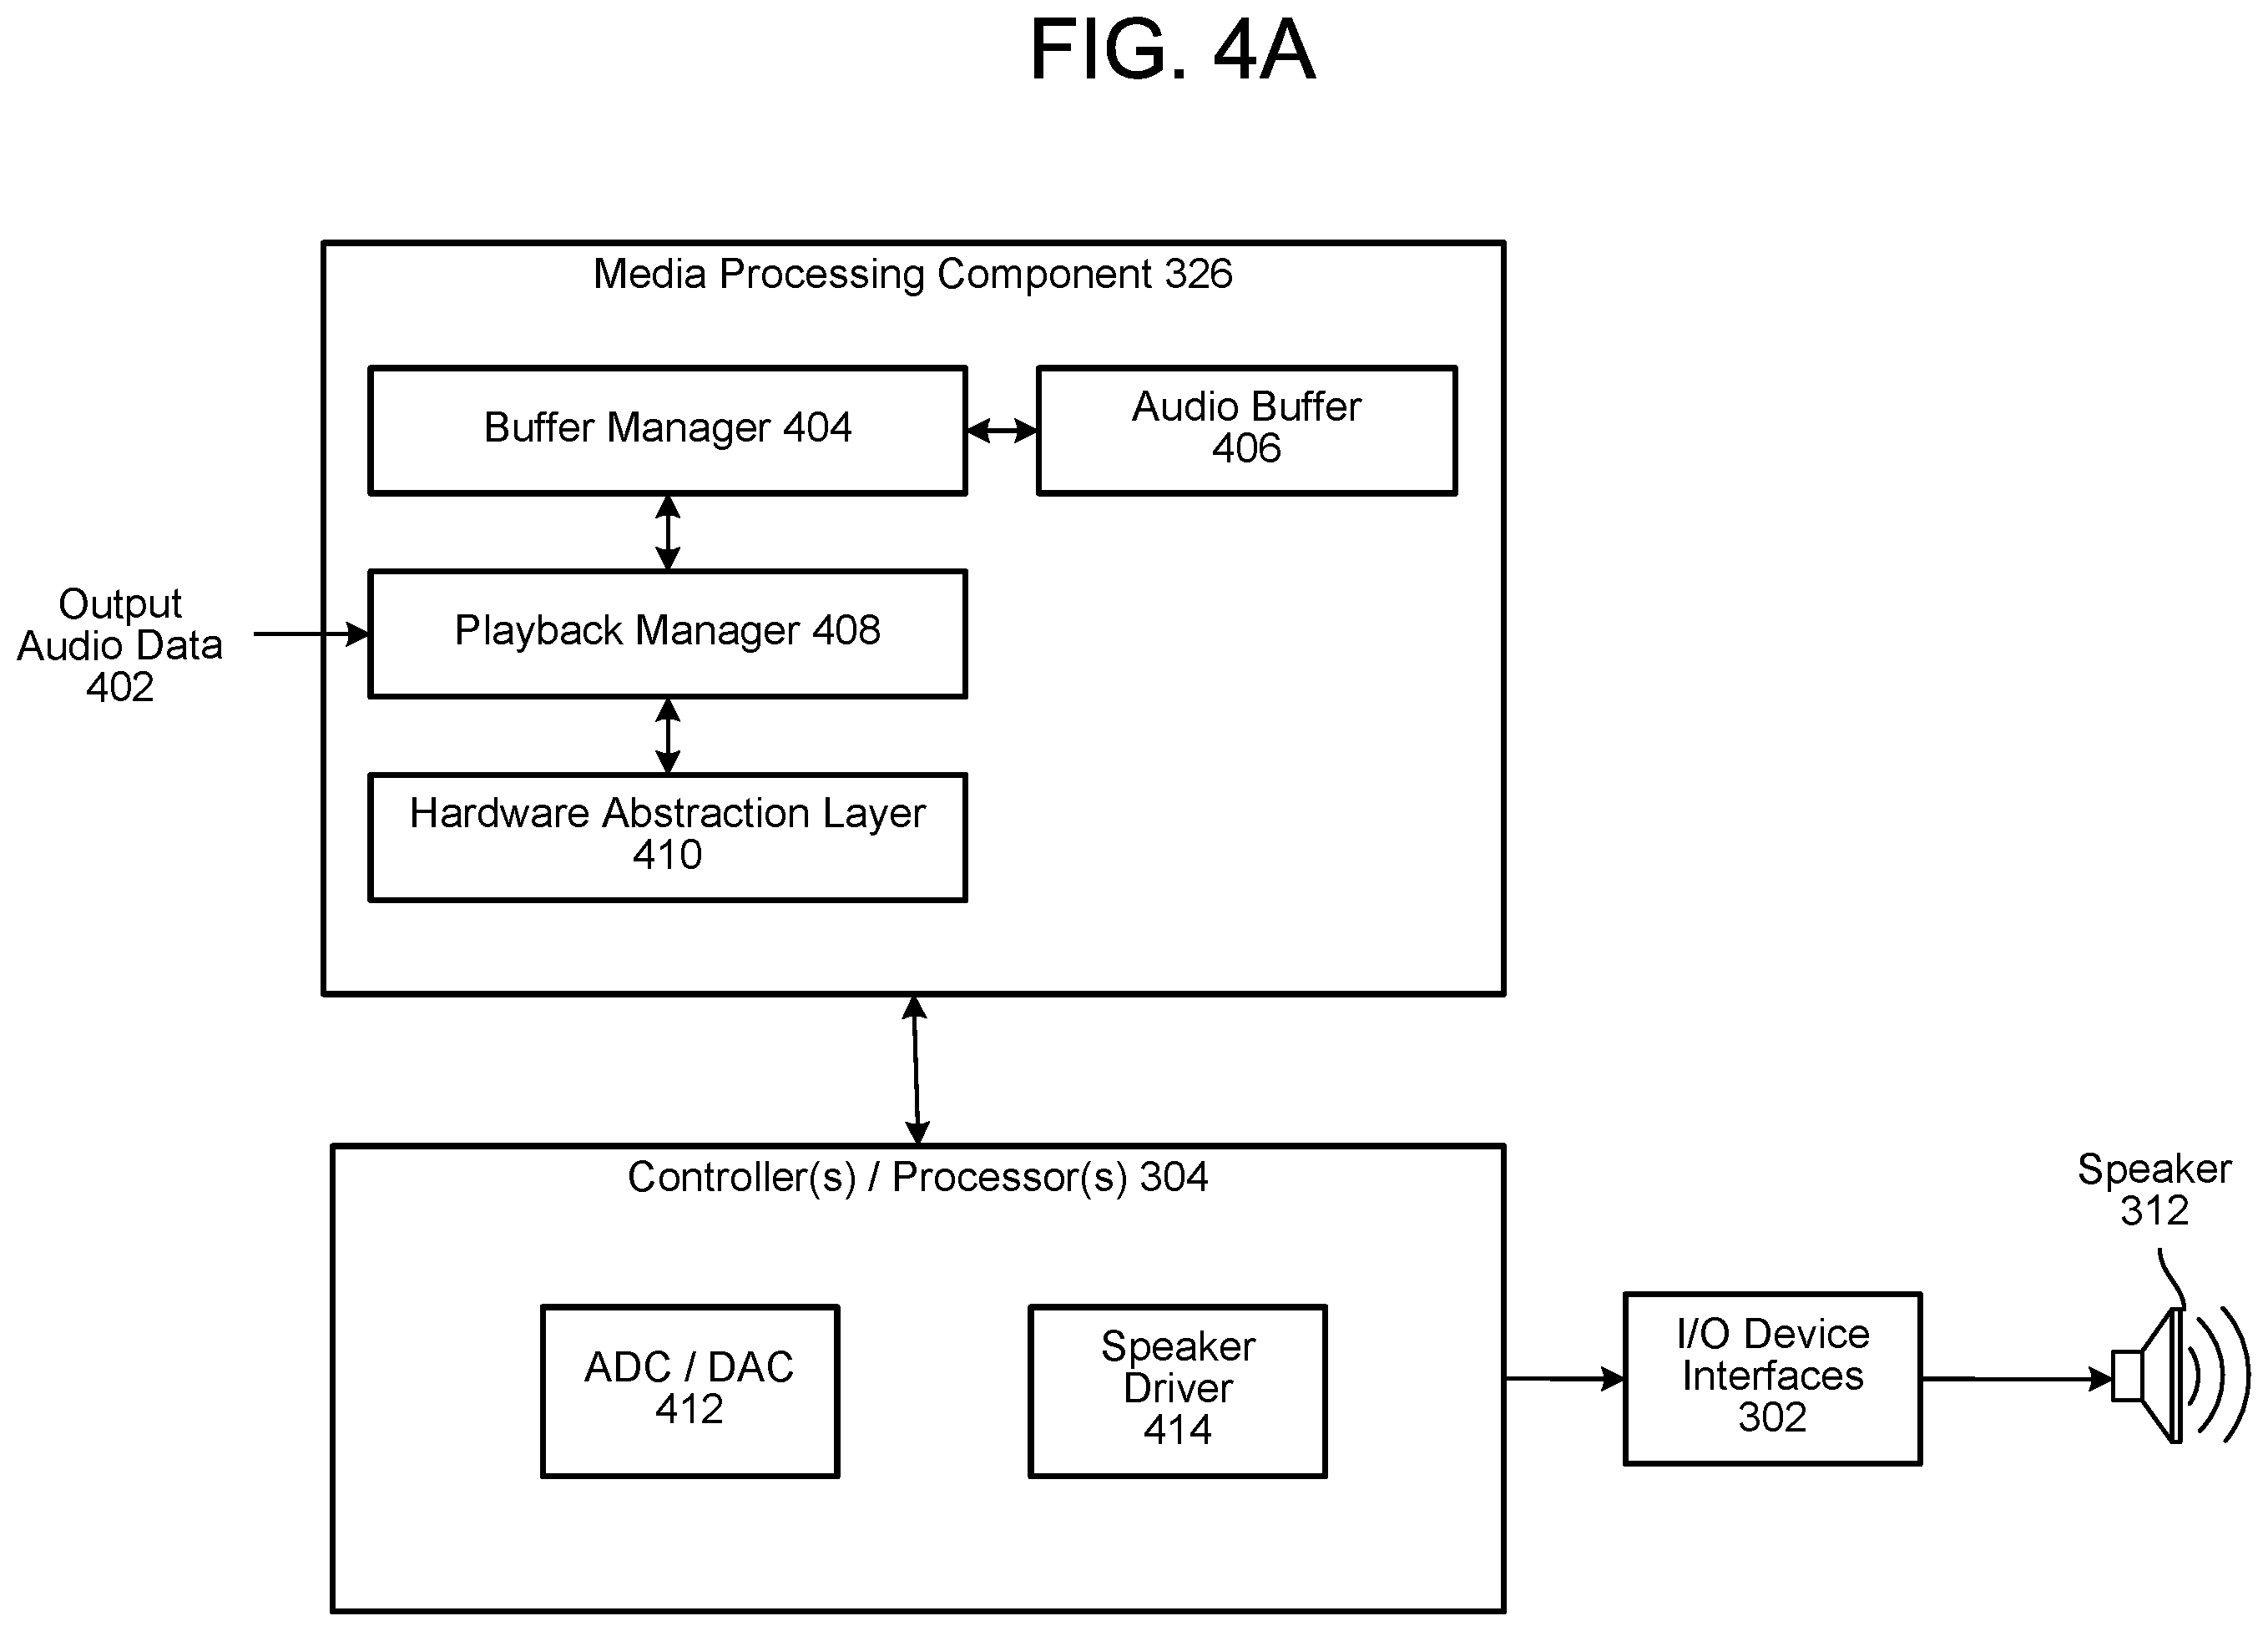 FIG. 4A
Media Processing Component 326
Buffer Manager 404
Audio Buffer
406
Output
Audio Data
402
Playback Manager 408
Hardware Abstraction Layer
410
Controller(s) / Processor(s) 304
ADC / DAC
412
Speaker
Driver
414
I/O Device
Interfaces
302
Speaker
312